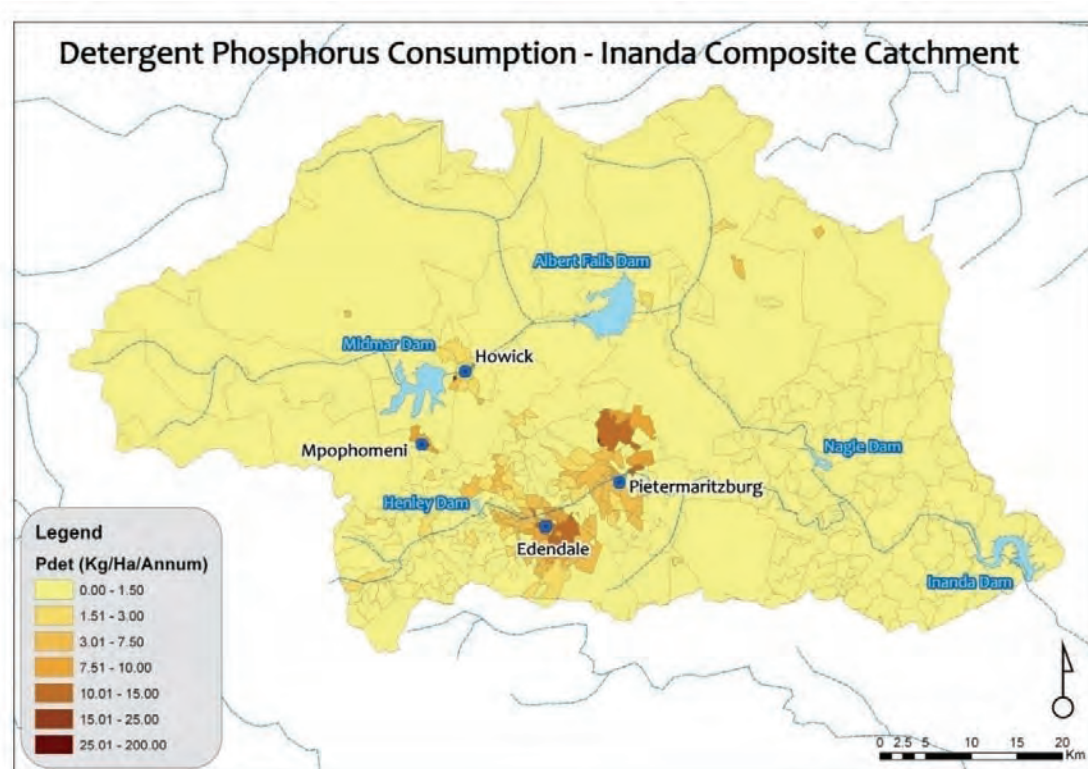 Detergent Phosphorus Consumption - Inanda Composite Catchment
Albert Falls Dam
Midmar Dam
Howick
Mpophomeni
Nagle Dam
Pietermaritzburg
Henley Dam
Edendale
Inanda Dam
Legend
Pdet (Kg/Ha/Annum)
0.00 - 1.50
1.51 - 3.00
3.01 - 7.50
7.51 - 10.00
10.01 - 15.00
15.01 - 25.00
25.01 - 200.00
0 2.5 5 10 15 20
Km